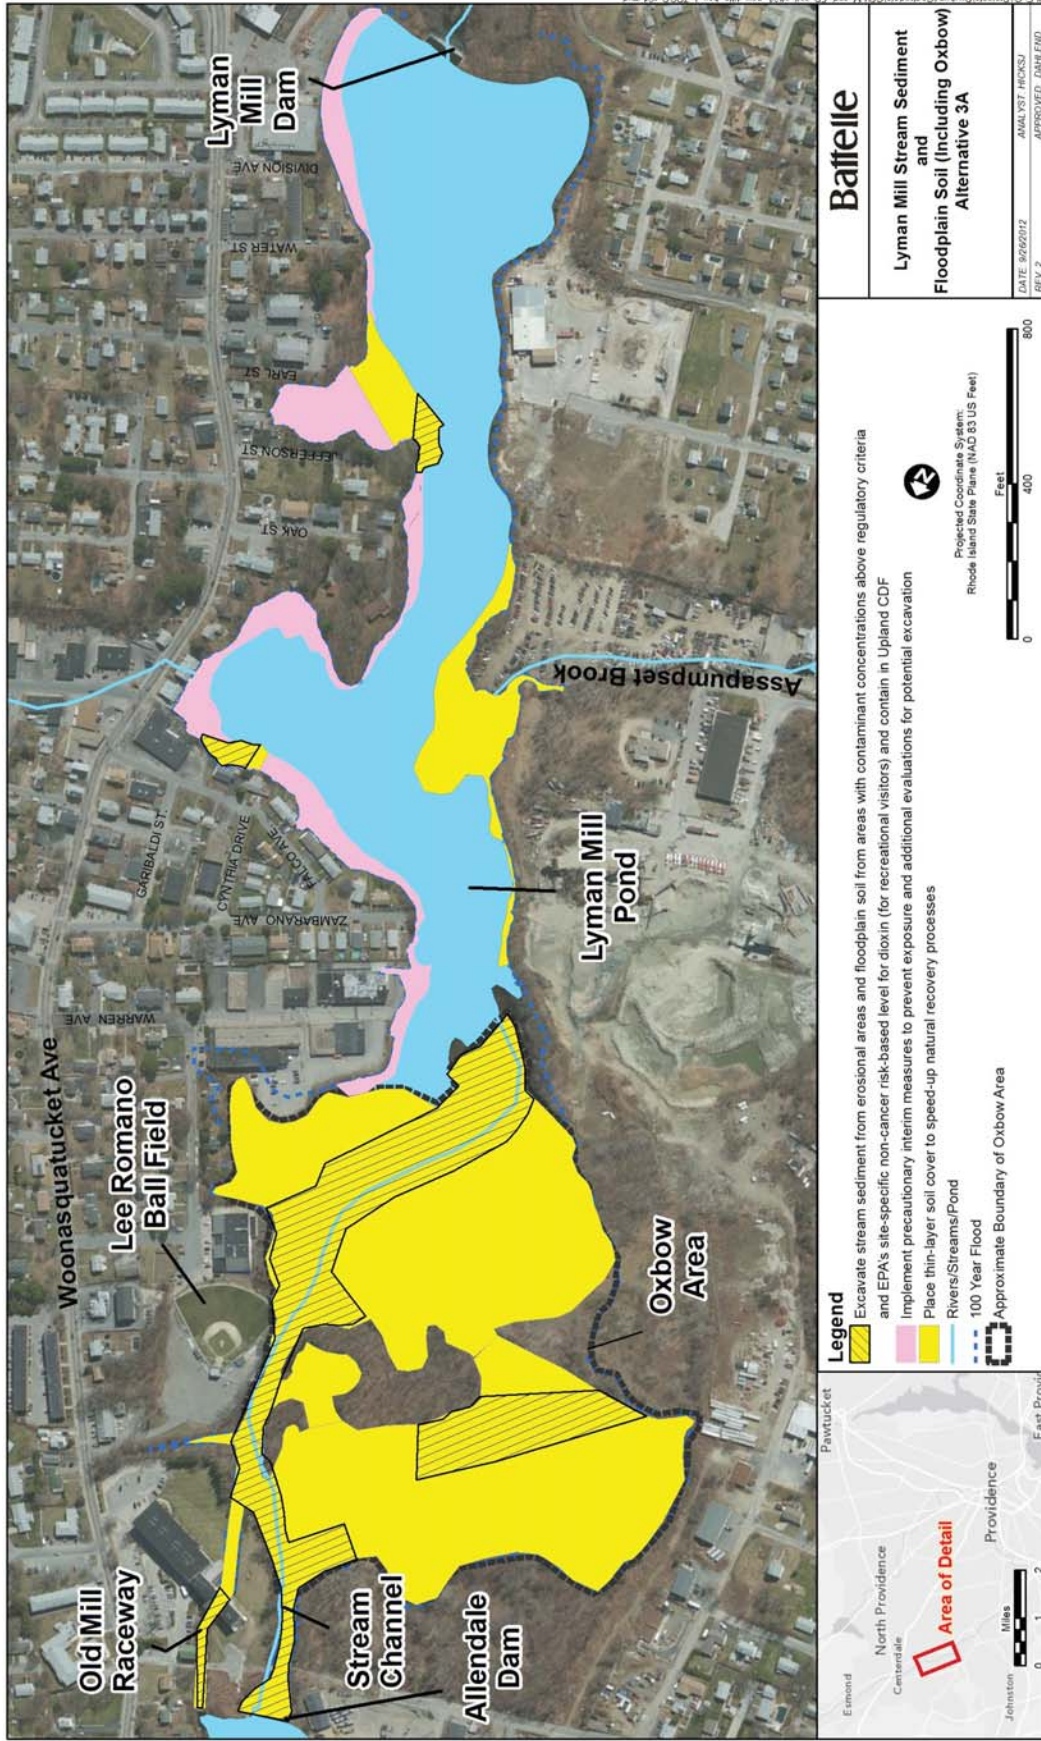 Woonasquatucket Ave
Old Mill
Raceway
Lee Romano
Ball Field
Stream
Channel
Allendale
Dam
Oxbow
Area
Lyman Mill
Pond
Assapumpset Brook
Lyman
Mill
Dam
WARREN AVE
ZAMBARANO AVE
FALCO AVE
CYNTHIA DRIVE
GARIBALDI ST.
OAK ST.
JEFFERSON ST.
EARL ST.
WATER ST.
DIVISION AVE
Esmond
Centerdale
North Providence
Pawtucket
Area of Detail
Providence
Johnston
Miles
0 1 2
Legend
Excavate stream sediment from erosional areas and floodplain soil from areas with contaminant concentrations above regulatory criteria
and EPA's site-specific non-cancer risk-based level for dioxin (for recreational visitors) and contain in Upland CDF
Implement precautionary interim measures to prevent exposure and additional evaluations for potential excavation
Place thin-layer soil cover to speed-up natural recovery processes
Rivers/Streams/Pond
100 Year Flood
Approximate Boundary of Oxbow Area
N
Projected Coordinate System:
Rhode Island State Plane (NAD 83 US Feet)
Feet
0 400 800
Battelle
Lyman Mill Stream Sediment
and
Floodplain Soil (Including Oxbow)
Alternative 3A
DATE: 9/26/2012 ANALYST: HICKSJ
REV. 2 APPROVED: DAHLEND